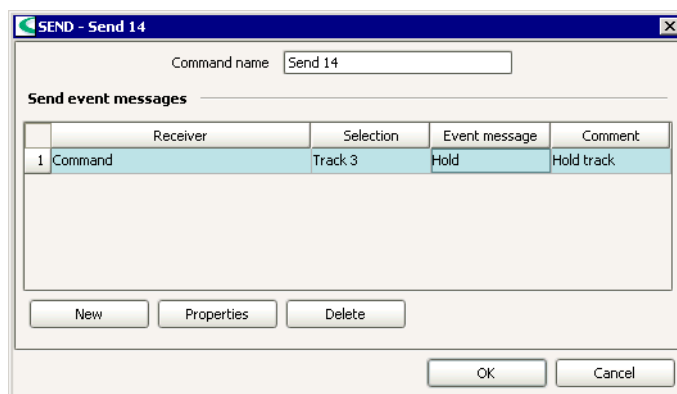 SEND - Send 14
Command name Send 14
Send event messages
Receiver Selection Event message Comment
1 Command Track 3 Hold Hold track
New Properties Delete
OK Cancel